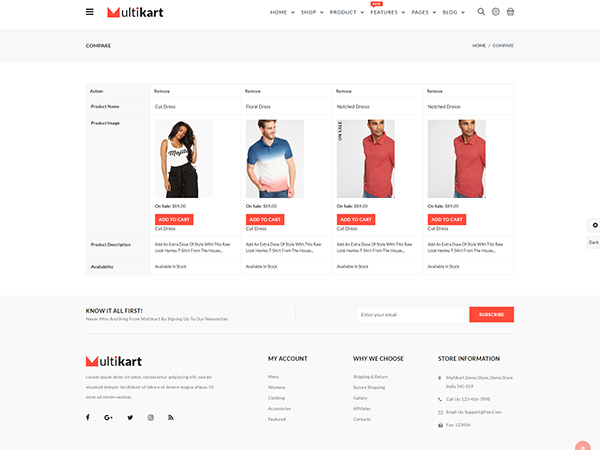 Multikart HOME SHOP PRODUCT FEATURES PAGES BLOG
COMPARE HOME / COMPARE
Action Remove Remove Remove Remove
Product Name Cut Dress Floral Dress Notched Dresss Notched Dresss
Product Image
ON SALE
On Sale: $59.00 On Sale: $59.00 On Sale: $59.00 On Sale: $59.00
ADD TO CART ADD TO CART ADD TO CART ADD TO CART
Cut Dress Cut Dress Cut Dress Cut Dress
Product Description Add An Extra Dose Of Style With This Raw Add An Extra Dose Of Style With This Raw Add An Extra Dose Of Style With This Raw Add An Extra Dose Of Style With This Raw
Look Henley T Shirt From The House... Look Henley T Shirt From The House... Look Henley T Shirt From The House... Look Henley T Shirt From The House...
Availability Available In Stock Available In Stock Available In Stock Available In Stock
Dark
KNOW IT ALL FIRST!
Never Miss Anything From Multikart By Signing Up To Our Newsletter.
Enter your email SUBSCRIBE
Multikart
Lorem ipsum dolor sit amet, consectetur adipiscing elit, sed do
eiusmod tempor incididunt ut labore et dolore magna aliqua. Ut
enim ad minim veniam.
MY ACCOUNT
Mens
Womens
Clothing
Accessories
Featured
WHY WE CHOOSE
Shipping & Return
Secure Shopping
Gallary
Affiliates
Contacts
STORE INFORMATION
Multikart Demo Store, Demo Store
India 345-659
Call Us: 123-456-7898
Email Us: Support@Fiot.Com
Fax: 123456